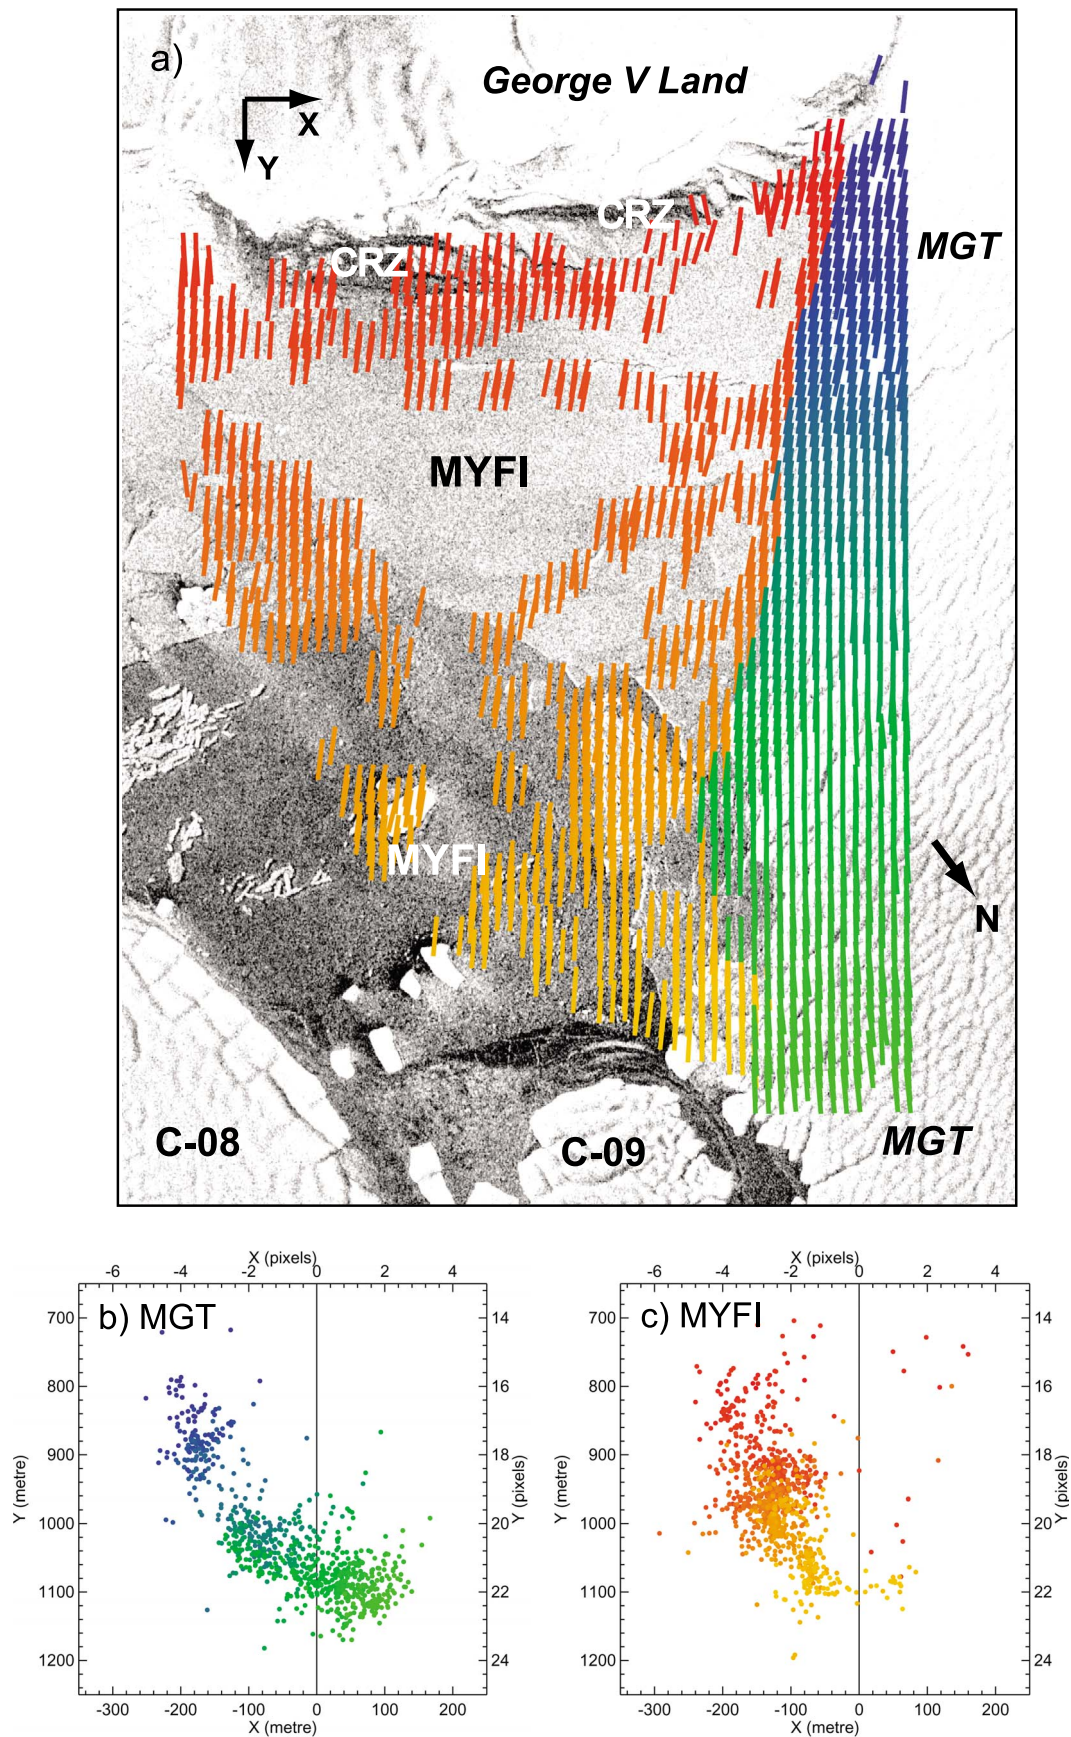 a)
George V Land
X
Y
CRZ
CRZ
MGT
MYFI
MYFI
N
C-08
C-09
MGT
X (pixels)
-6 -4 -2 0 2 4
b) MGT
700
800
900
1000
1100
1200
Y (metre)
14
16
18
20
22
24
Y (pixels)
-300 -200 -100 0 100 200
X (metre)
X (pixels)
-6 -4 -2 0 2 4
c) MYFI
700
800
900
1000
1100
1200
Y (metre)
14
16
18
20
22
24
Y (pixels)
-300 -200 -100 0 100 200
X (metre)